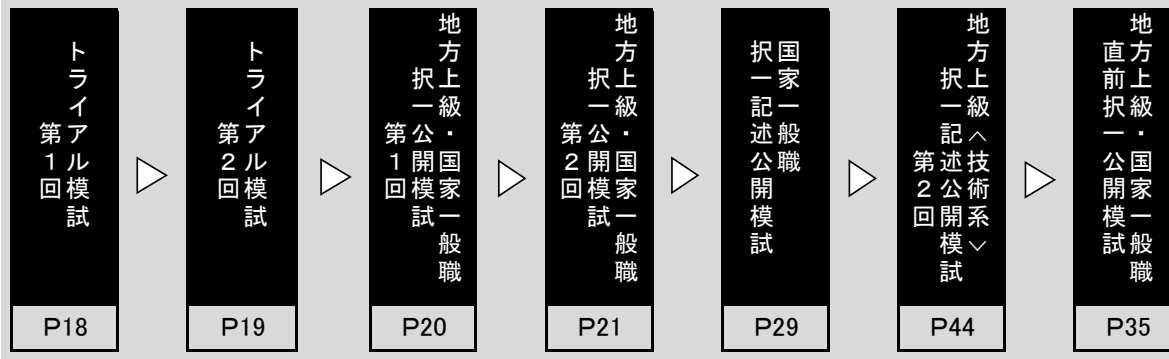 トライアル模試
第1回
P18
トライアル模試
第2回
P19
地方上級・国家一般職
択一公開模試
第1回
P20
地方上級・国家一般職
択一公開模試
第2回
P21
国家一般職
択一記述公開模試
P29
地方上級＜技術系＞
択一記述公開模試
第2回
P44
地方上級・国家一般職
直前択一公開模試
P35